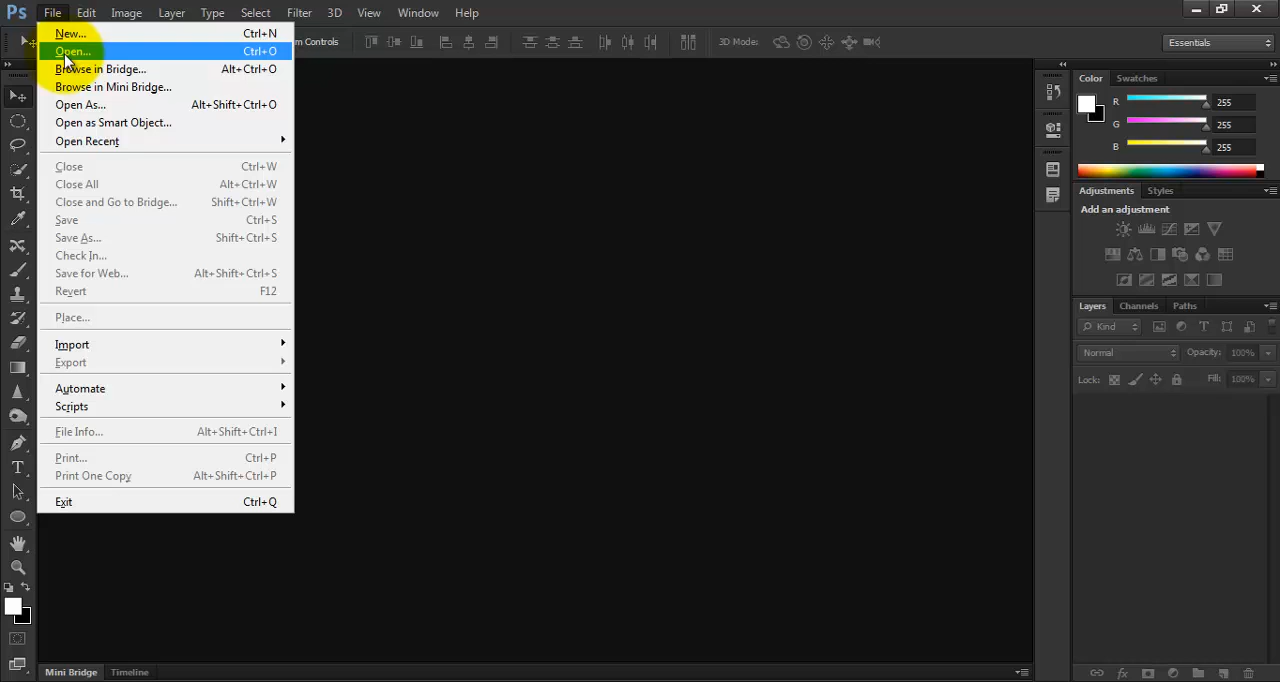 Ps File Edit Image Layer Type Select Filter 3D View Window Help
New... Ctrl+N
Open... Ctrl+O
m Controls
3D Mode:
Essentials
Browse in Bridge... Alt+Ctrl+O
Browse in Mini Bridge...
Open As... Alt+Shift+Ctrl+O
Open as Smart Object...
Open Recent
Close Ctrl+W
Close All Alt+Ctrl+W
Close and Go to Bridge... Shift+Ctrl+W
Save Ctrl+S
Save As... Shift+Ctrl+S
Check In...
Save for Web... Alt+Shift+Ctrl+S
Revert F12
Place...
Import
Export
Automate
Scripts
File Info... Alt+Shift+Ctrl+I
Print... Ctrl+P
Print One Copy Alt+Shift+Ctrl+P
Exit Ctrl+Q
Color Swatches
R 255
G 255
B 255
Adjustments Styles
Add an adjustment
Layers Channels Paths
Kind
Normal Opacity: 100%
Lock: Fill: 100%
Mini Bridge Timeline